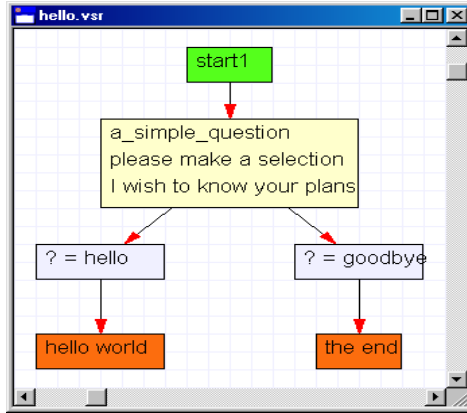 hello.vsr
start1
a_simple_question
please make a selection
I wish to know your plans
? = hello
? = goodbye
hello world
the end